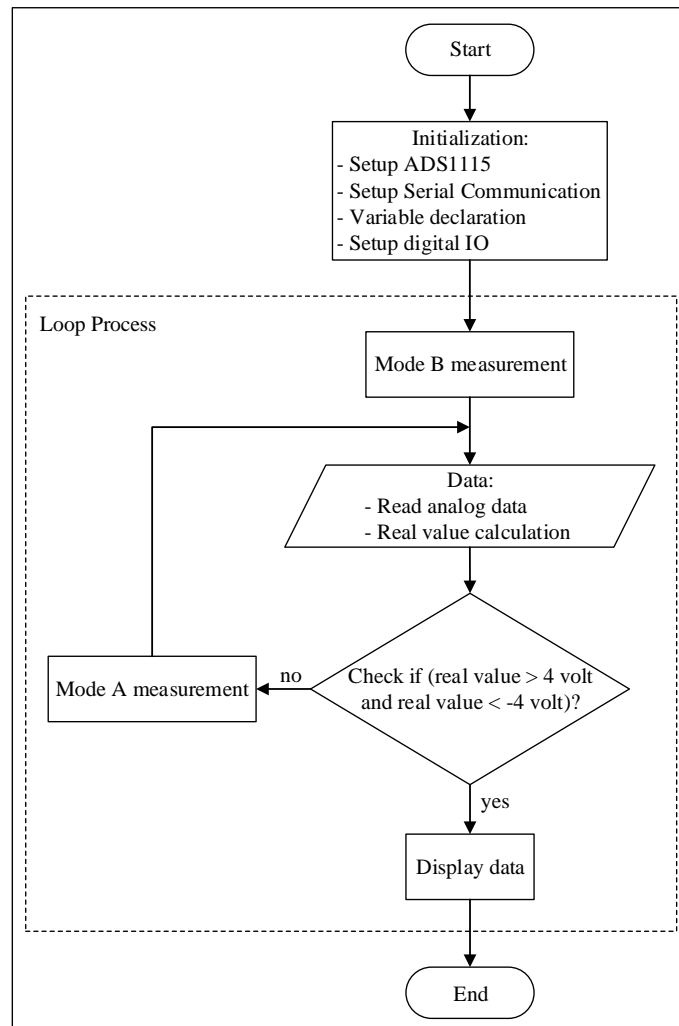 Start
Initialization:
- Setup ADS1115
- Setup Serial Communication
- Variable declaration
- Setup digital IO
Loop Process
Mode B measurement
Data:
- Read analog data
- Real value calculation
Check if (real value > 4 volt
and real value < -4 volt)?
no
Mode A measurement
yes
Display data
End